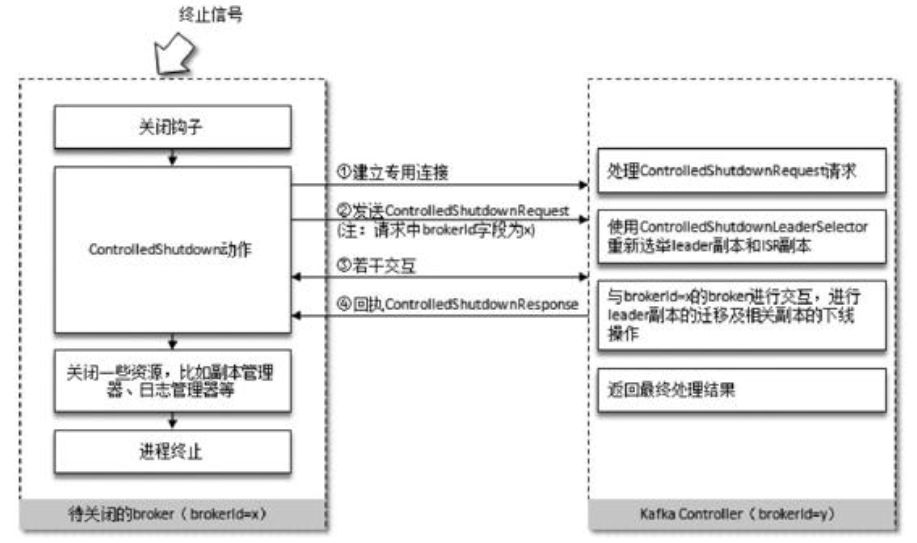 终止信号
关闭钩子
ControlledShutdown动作
关闭一些资源，比如副本管理
器、日志管理器等
进程终止
待关闭的broker（brokerId=x）
①建立专用连接
②发送ControlledShutdownRequest
(注：请求中brokerId字段为x)
③若干交互
④回执ControlledShutdownResponse
处理ControlledShutdownRequest请求
使用ControlledShutdownLeaderSelector
重新选举leader副本和ISR副本
与brokerId=x的broker进行交互，进行
leader副本的迁移及相关副本的下线
操作
返回最终处理结果
Kafka Controller（brokerId=y）